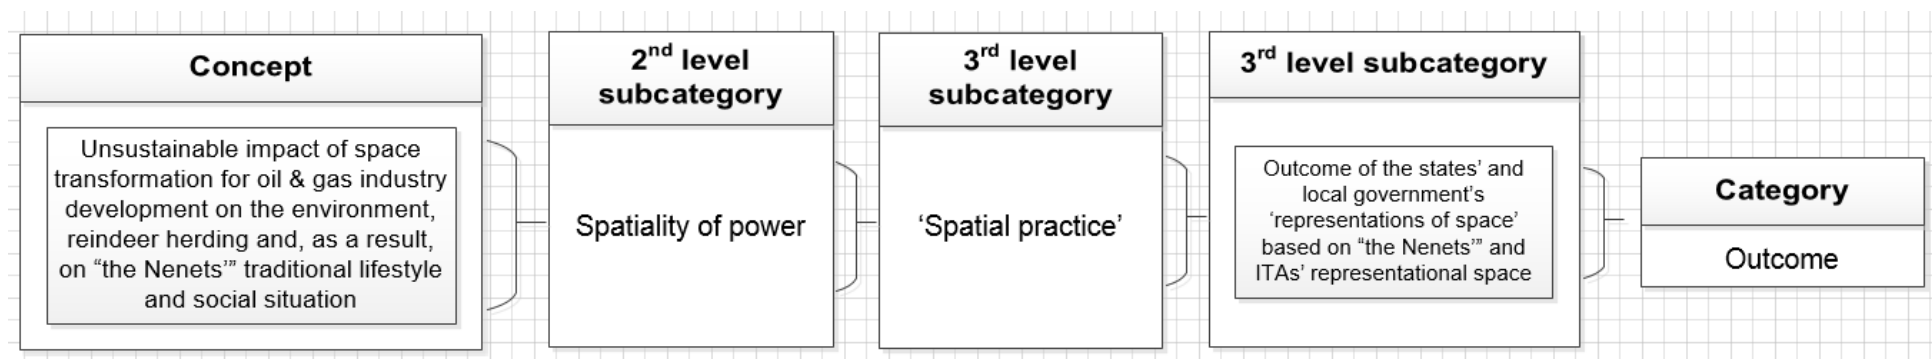 Concept
Unsustainable impact of space
transformation for oil & gas industry
development on the environment,
reindeer herding and, as a result,
on “the Nenets’” traditional lifestyle
and social situation
2nd level
subcategory
Spatiality of power
3rd level
subcategory
‘Spatial practice’
3rd level subcategory
Outcome of the states’ and
local government’s
‘representations of space’
based on “the Nenets’” and
ITAs’ representational space
Category
Outcome